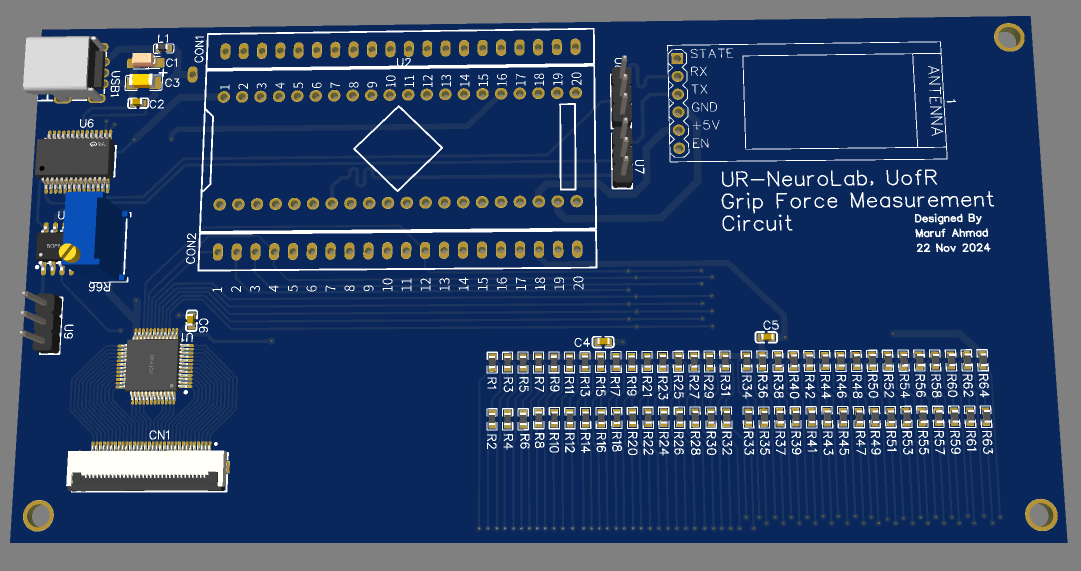 L1
C1
C3
C2
USB1
CON1
U2
1 2 3 4 5 6 7 8 9 10 11 12 13 14 15 16 17 18 19 20
U6
CON2
1 2 3 4 5 6 7 8 9 10 11 12 13 14 15 16 17 18 19 20
U7
STATE
RX
TX
GND
+5V
EN
ANTENNA
1
UR-NeuroLab, UofR
Grip Force Measurement
Circuit
Designed By
Maruf Ahmad
22 Nov 2024
R66
U9
C6
CN1
C4
C5
R1 R3 R5 R7 R9 R11 R13 R15 R17 R19 R21 R23 R25 R27 R29 R31 R34 R36 R38 R40 R42 R44 R46 R48 R50 R52 R54 R56 R58 R60 R62 R64
R2 R4 R6 R8 R10 R12 R14 R16 R18 R20 R22 R24 R26 R28 R30 R32 R33 R35 R37 R39 R41 R43 R45 R47 R49 R51 R53 R55 R57 R59 R61 R63